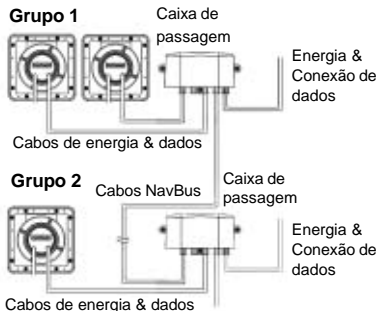 Grupo 1
Caixa de
passagem
Energia &
Conexão de
dados
Cabos de energia & dados
Grupo 2
Cabos NavBus
Caixa de
passagem
Energia &
Conexão de
dados
Cabos de energia & dados